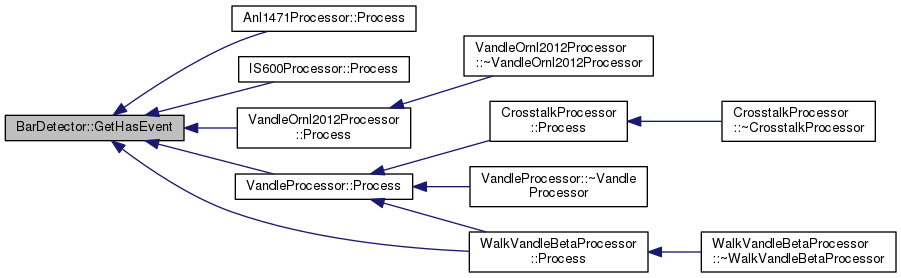 Anl1471Processor::Process
IS600Processor::Process
VandleOrnl2012Processor
::~VandleOrnl2012Processor
BarDetector::GetHasEvent
VandleOrnl2012Processor
::Process
CrosstalkProcessor
::Process
CrosstalkProcessor
::~CrosstalkProcessor
VandleProcessor::Process
VandleProcessor::~Vandle
Processor
WalkVandleBetaProcessor
::Process
WalkVandleBetaProcessor
::~WalkVandleBetaProcessor